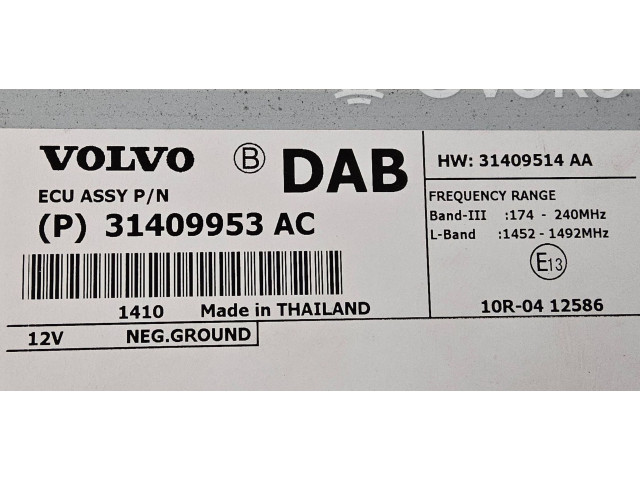 VOLVO B DAB
ECU ASSY P/N
(P) 31409953 AC
1410 Made in THAILAND
12V NEG.GROUND
HW: 31409514 AA
FREQUENCY RANGE
Band-III :174 - 240MHz
L-Band :1452 - 1492MHz
E13
10R-04 12586